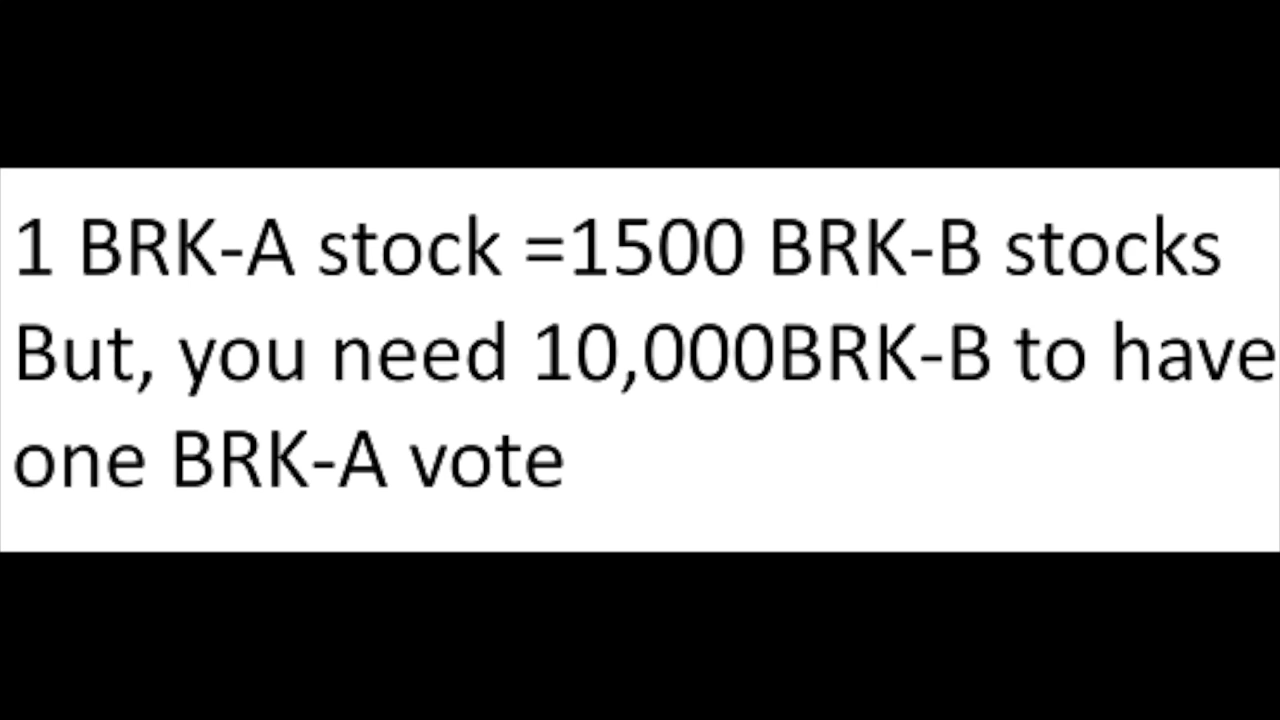 1 BRK-A stock =1500 BRK-B stocks
But, you need 10,000BRK-B to have
one BRK-A vote